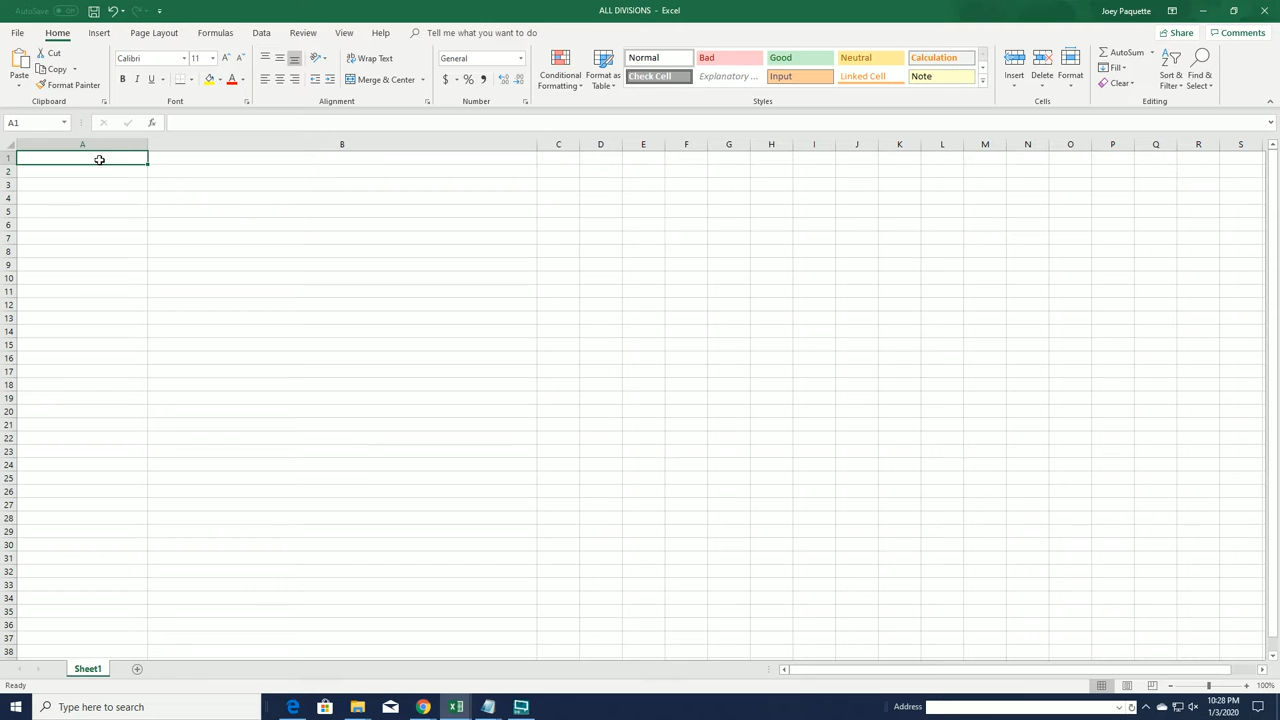 AutoSave Off
ALL DIVISIONS - Excel
Joey Paquette
File Home Insert Page Layout Formulas Data Review View Help Tell me what you want to do Share Comments
Paste
Cut
Copy
Format Painter
Clipboard
Calibri 11
B I U
Font
Wrap Text
Merge & Center
Alignment
General
$ % 9
Number
Conditional Formatting
Format as Table
Normal Bad Good Neutral Calculation
Check Cell Explanatory ... Input Linked Cell Note
Styles
Insert Delete Format
Cells
AutoSum
Fill
Clear
Sort & Filter
Find & Select
Editing
A1 fx
A B C D E F G H I J K L M N O P Q R S
1
2
3
4
5
6
7
8
9
10
11
12
13
14
15
16
17
18
19
20
21
22
23
24
25
26
27
28
29
30
31
32
33
34
35
36
37
38
Sheet1
Ready 100%
Type here to search
Address
10:28 PM
1/3/2020